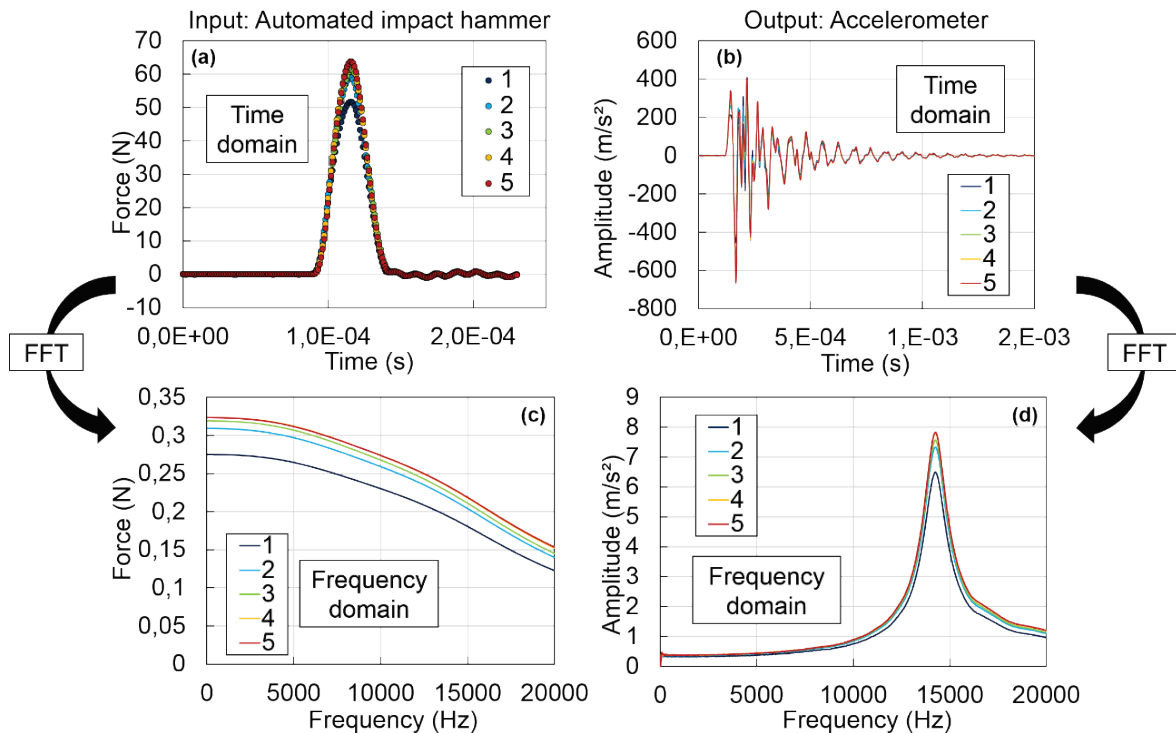 Input: Automated impact hammer
Output: Accelerometer
(a)
Time
domain
1
2
3
4
5
Force (N)
70
60
50
40
30
20
10
0
-10
0,0E+00
1,0E-04
2,0E-04
Time (s)
(b)
Time
domain
1
2
3
4
5
Amplitude (m/s²)
600
400
200
0
-200
-400
-600
-800
0,E+00
5,E-04
1,E-03
2,E-03
Time (s)
FFT
FFT
(c)
Frequency
domain
1
2
3
4
5
Force (N)
0,35
0,3
0,25
0,2
0,15
0,1
0,05
0
0
5000
10000
15000
20000
Frequency (Hz)
(d)
1
2
3
4
5
Frequency
domain
Amplitude (m/s²)
9
8
7
6
5
4
3
2
1
0
0
5000
10000
15000
20000
Frequency (Hz)